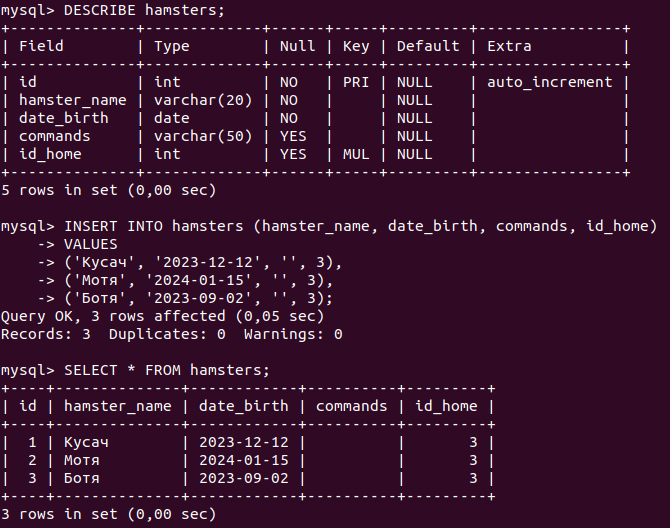 mysql> DESCRIBE hamsters;
+--------------+-------------+------+-----+---------+----------------+
| Field        | Type        | Null | Key | Default | Extra          |
+--------------+-------------+------+-----+---------+----------------+
| id           | int         | NO   | PRI | NULL    | auto_increment |
| hamster_name | varchar(20) | NO   |     | NULL    |                |
| date_birth   | date        | NO   |     | NULL    |                |
| commands     | varchar(50) | YES  |     | NULL    |                |
| id_home      | int         | YES  | MUL | NULL    |                |
+--------------+-------------+------+-----+---------+----------------+
5 rows in set (0,00 sec)

mysql> INSERT INTO hamsters (hamster_name, date_birth, commands, id_home)
    -> VALUES
    -> ('Кусач', '2023-12-12', '', 3),
    -> ('Мотя', '2024-01-15', '', 3),
    -> ('Ботя', '2023-09-02', '', 3);
Query OK, 3 rows affected (0,05 sec)
Records: 3  Duplicates: 0  Warnings: 0

mysql> SELECT * FROM hamsters;
+----+--------------+------------+----------+---------+
| id | hamster_name | date_birth | commands | id_home |
+----+--------------+------------+----------+---------+
|  1 | Кусач        | 2023-12-12 |          |       3 |
|  2 | Мотя         | 2024-01-15 |          |       3 |
|  3 | Ботя         | 2023-09-02 |          |       3 |
+----+--------------+------------+----------+---------+
3 rows in set (0,00 sec)